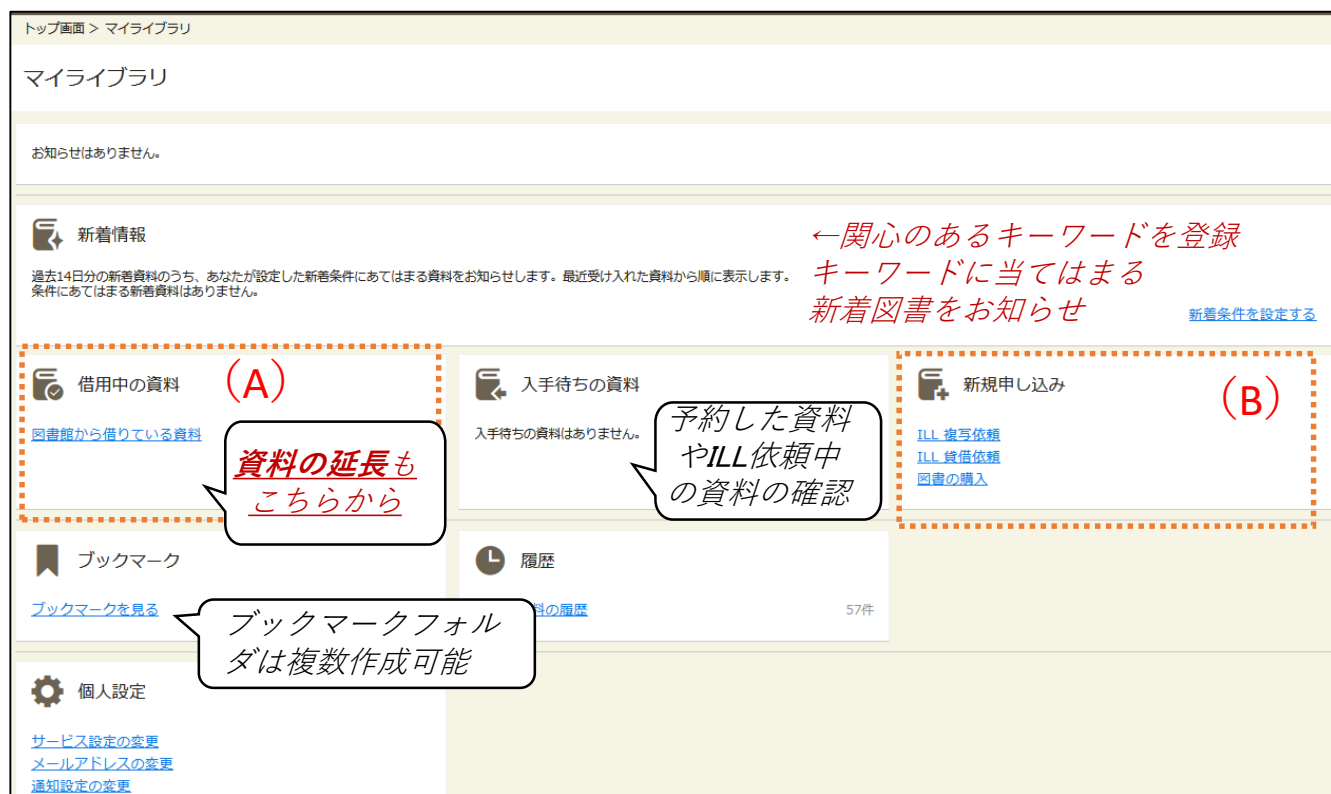 トップ画面 > マイライブラリ
マイライブラリ
お知らせはありません。
新着情報
過去14日分の新着資料のうち、あなたが設定した新着条件にあてはまる資料をお知らせします。最近受け入れた資料から順に表示します。
条件にあてはまる新着資料はありません。
←関心のあるキーワードを登録
キーワードに当てはまる
新着図書をお知らせ
新着条件を設定する
借用中の資料
（A）
図書館から借りている資料
資料の延長も
こちらから
入手待ちの資料
入手待ちの資料はありません。
予約した資料
やILL依頼中
の資料の確認
新規申し込み
（B）
ILL 複写依頼
ILL 貸借依頼
図書の購入
ブックマーク
ブックマークを見る
ブックマークフォル
ダは複数作成可能
履歴
料の履歴
57件
個人設定
サービス設定の変更
メールアドレスの変更
通知設定の変更